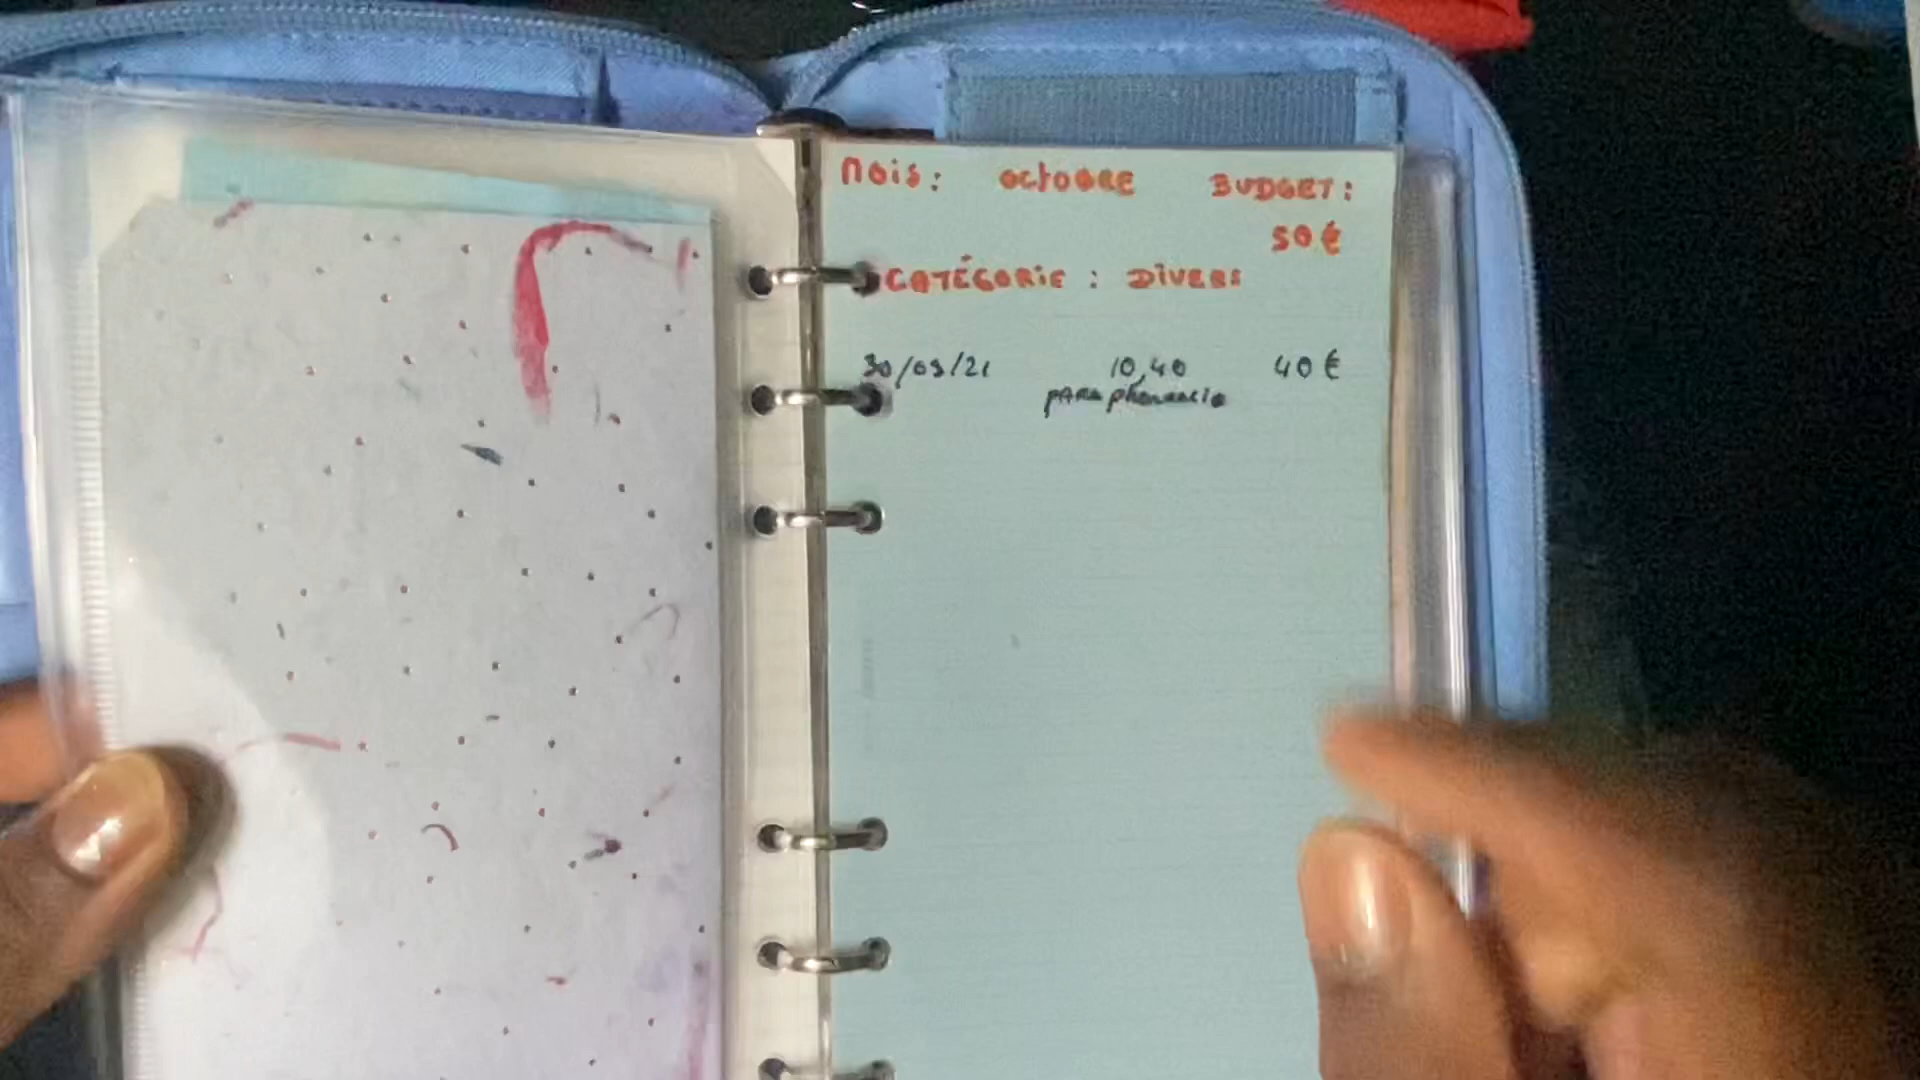 MOIS: OCTOBRE BUDGET:
50€
CATÉGORIE : DIVERS
30/09/21 10,40 40€
PARAPHARMACIE